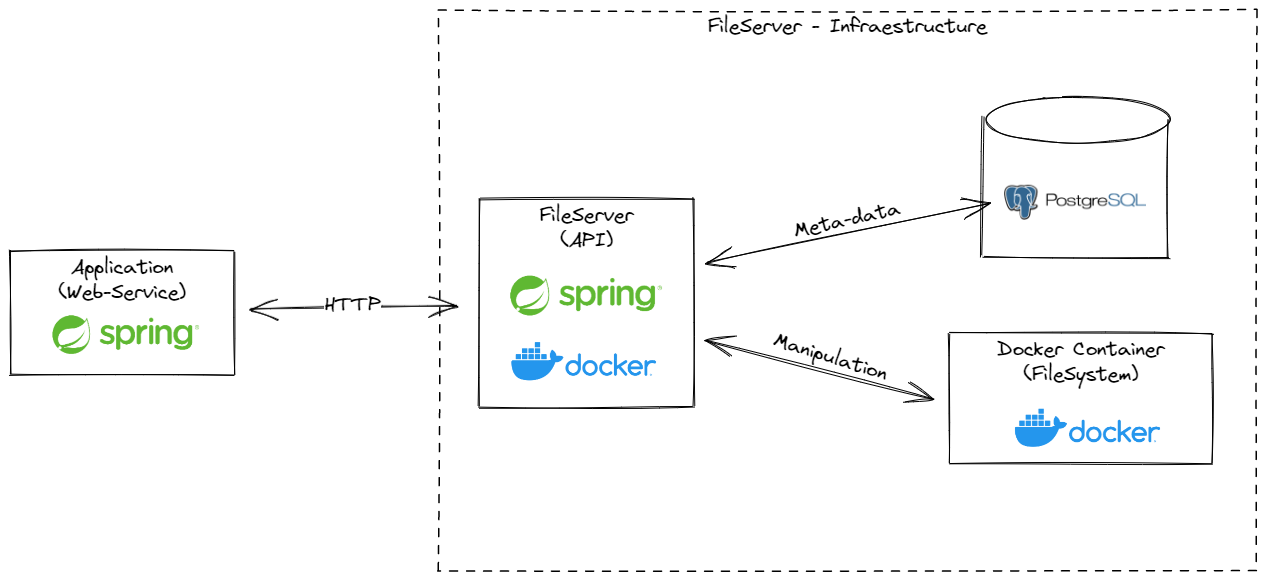 FileServer - Infraestructure
PostgreSQL
FileServer
(API)
Meta-data
Application
(Web-Service)
spring
HTTP
spring
docker
Manipulation
Docker Container
(FileSystem)
docker